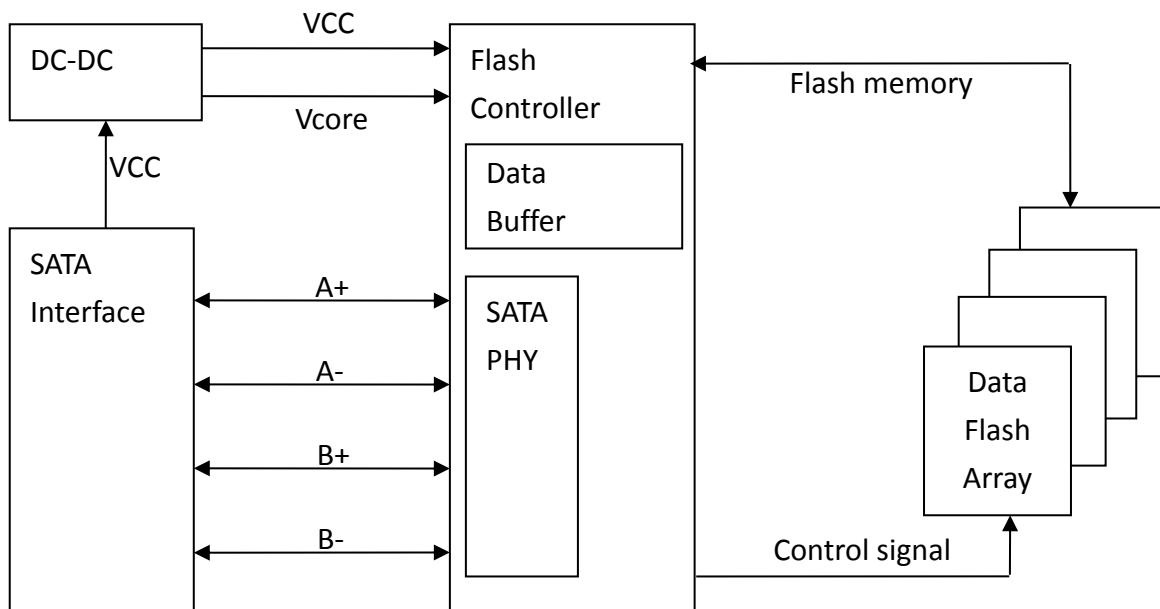 DC-DC
VCC
Vcore
VCC
Flash
Controller
Data
Buffer
Flash memory
SATA
Interface
A+
A-
B+
B-
SATA
PHY
Data
Flash
Array
Control signal